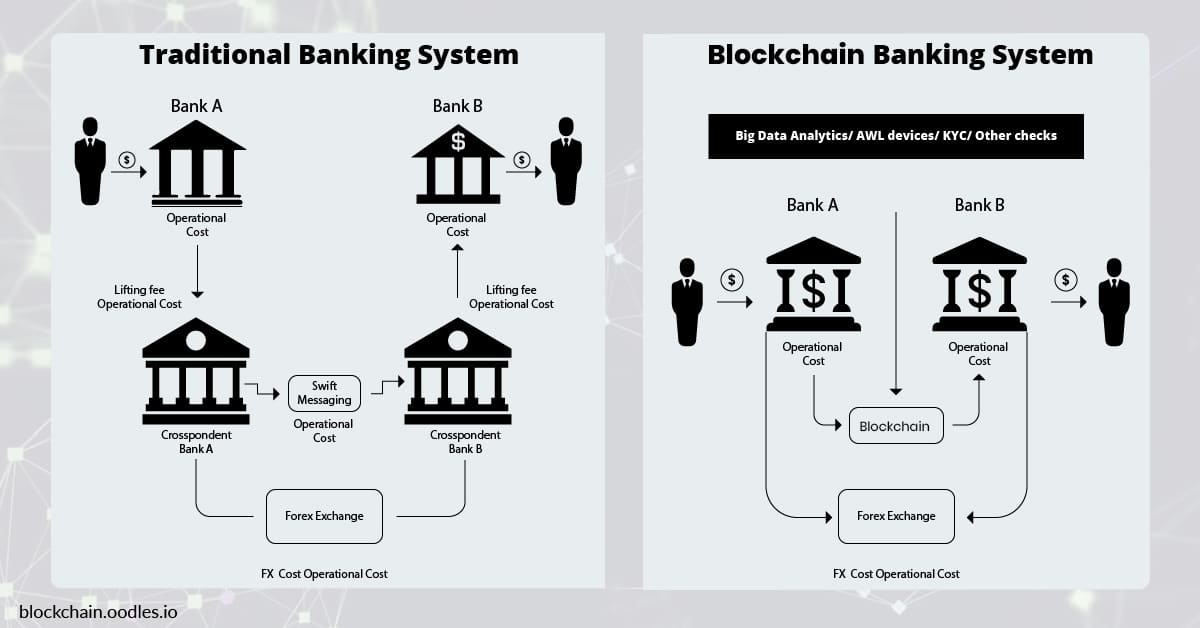 Traditional Banking System
Bank A
Bank B
$
$
$
Operational
Cost
Operational
Cost
Lifting fee
Operational Cost
Lifting fee
Operational Cost
Swift
Messaging
Operational
Cost
Crosspondent
Bank A
Crosspondent
Bank B
Forex Exchange
FX Cost Operational Cost
Blockchain Banking System
Big Data Analytics/ AWL devices/ KYC/ Other checks
Bank A
Bank B
$
$
$
$
Operational
Cost
Operational
Cost
Blockchain
Forex Exchange
FX Cost Operational Cost
blockchain.oodles.io